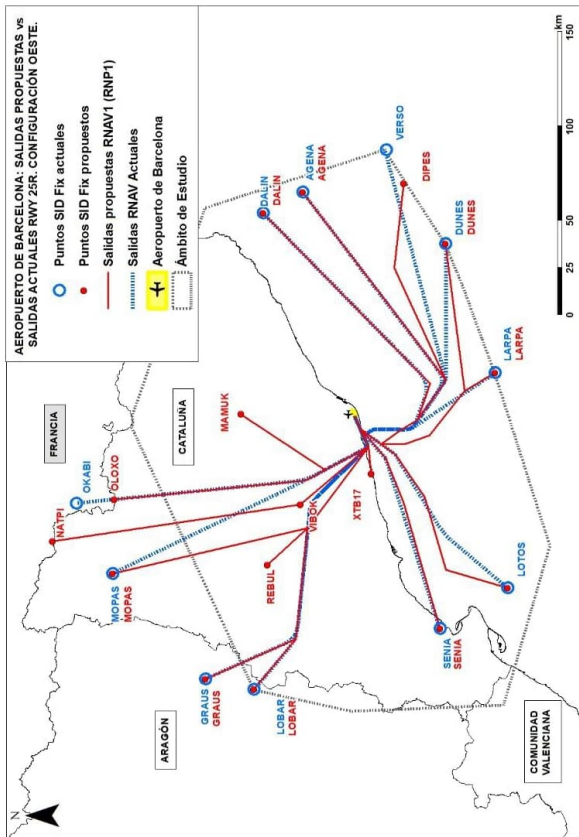 AEROPUERTO DE BARCELONA: SALIDAS PROPUESTAS vs
SALIDAS ACTUALES RWY 25R. CONFIGURACIÓN OESTE.
Puntos SID Fix actuales
Puntos SID Fix propuestos
Salidas propuestas RNAV1 (RNP1)
Salidas RNAV Actuales
Aeropuerto de Barcelona
Ámbito de Estudio
N
FRANCIA
NATPI
OKABI
OLOXO
MOPAS
MOPAS
CATALUÑA
MAMUK
DALIN
DALIN
AGENA
AGENA
GRAUS
GRAUS
ARAGÓN
REBUL
VIBOK
LOBAR
LOBAR
XTB17
VERSO
DIPES
DUNES
DUNES
SENIA
SENIA
LARPA
LARPA
LOTOS
COMUNIDAD
VALENCIANA
0
25
50
100
150
km